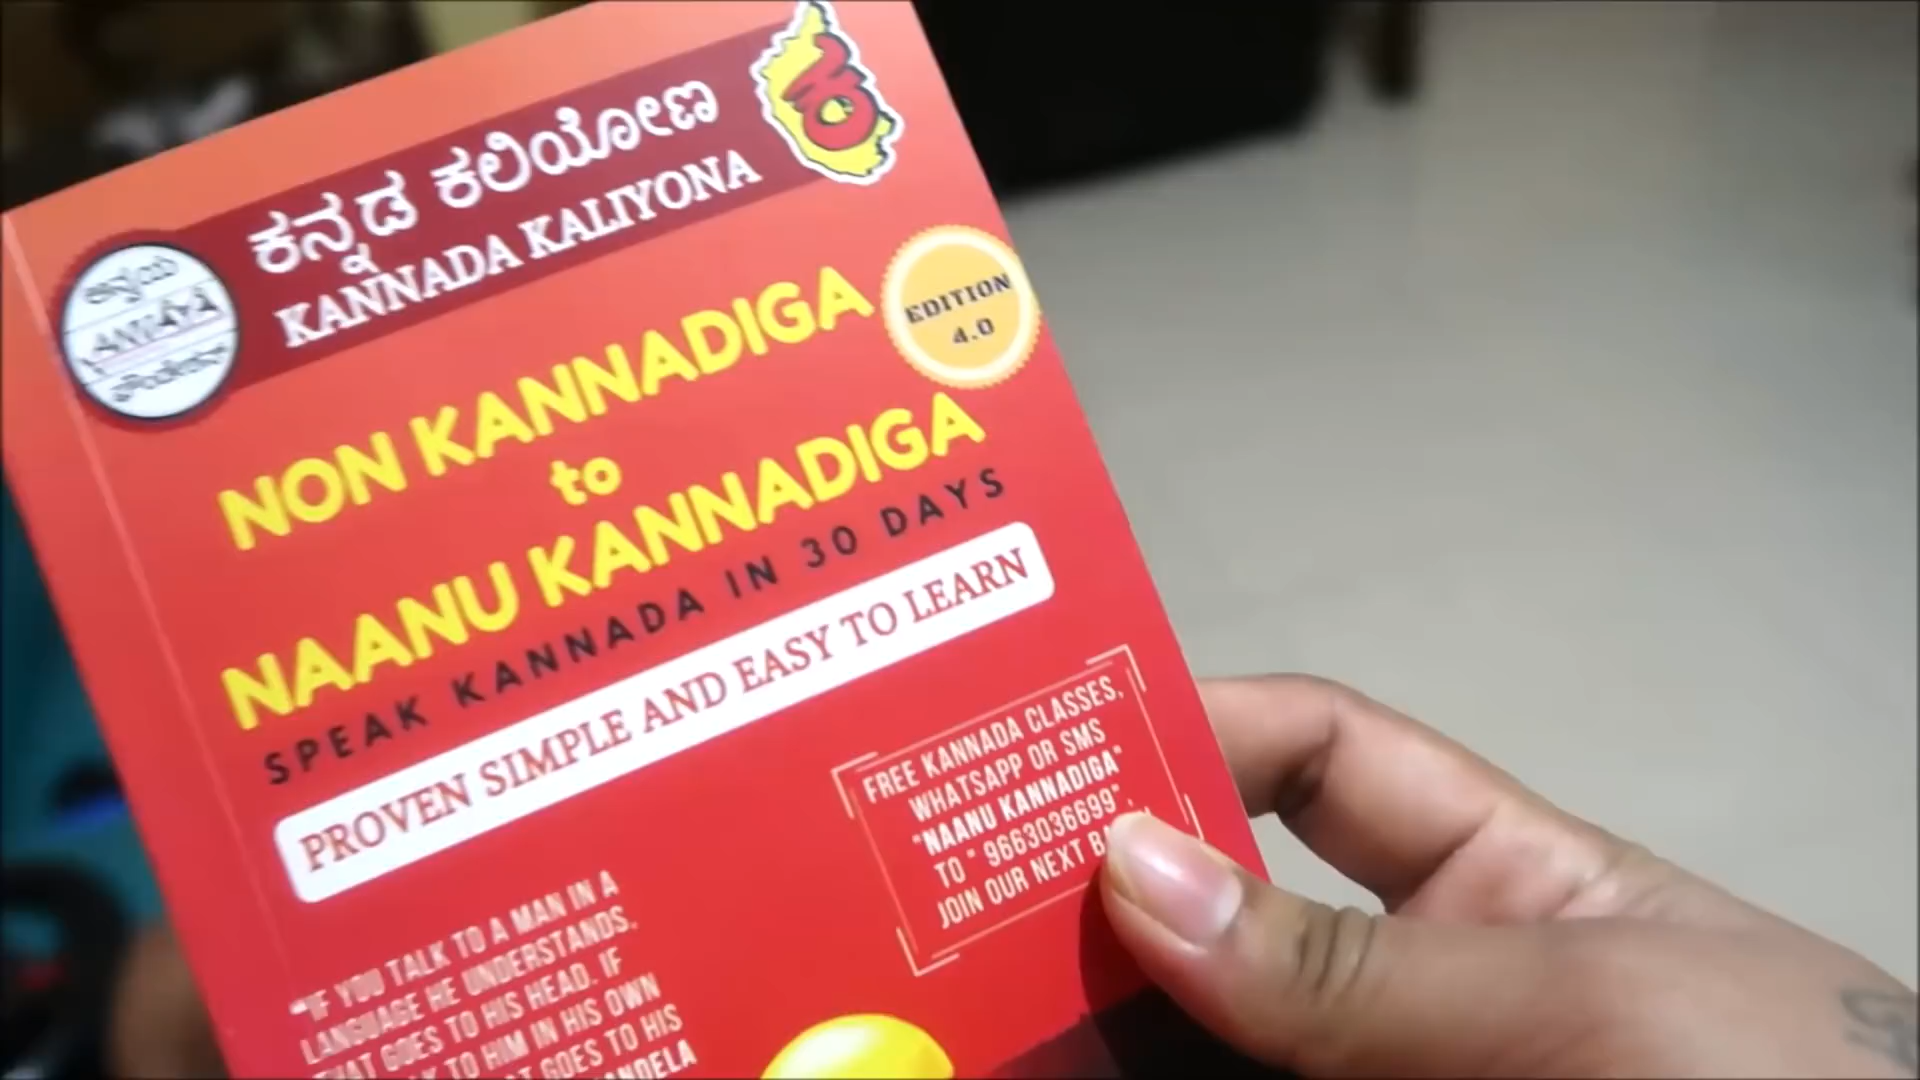 ಕನ್ನಡ ಕಲಿಯೋಣ
KANNADA KALIYONA
ಕ
EDITION
4.0
NON KANNADIGA
to
NAANU KANNADIGA
SPEAK KANNADA IN 30 DAYS
PROVEN SIMPLE AND EASY TO LEARN
FREE KANNADA CLASSES,
WHATSAPP OR SMS
"NAANU KANNADIGA"
TO " 9663036699",
JOIN OUR NEXT
"IF YOU TALK TO A MAN IN A
LANGUAGE HE UNDERSTANDS,
THAT GOES TO HIS HEAD. IF
TO HIM IN HIS OWN
GOES TO HIS